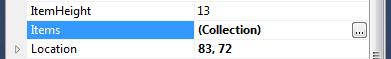 ItemHeight 13
Items (Collection) ...
Location 83, 72